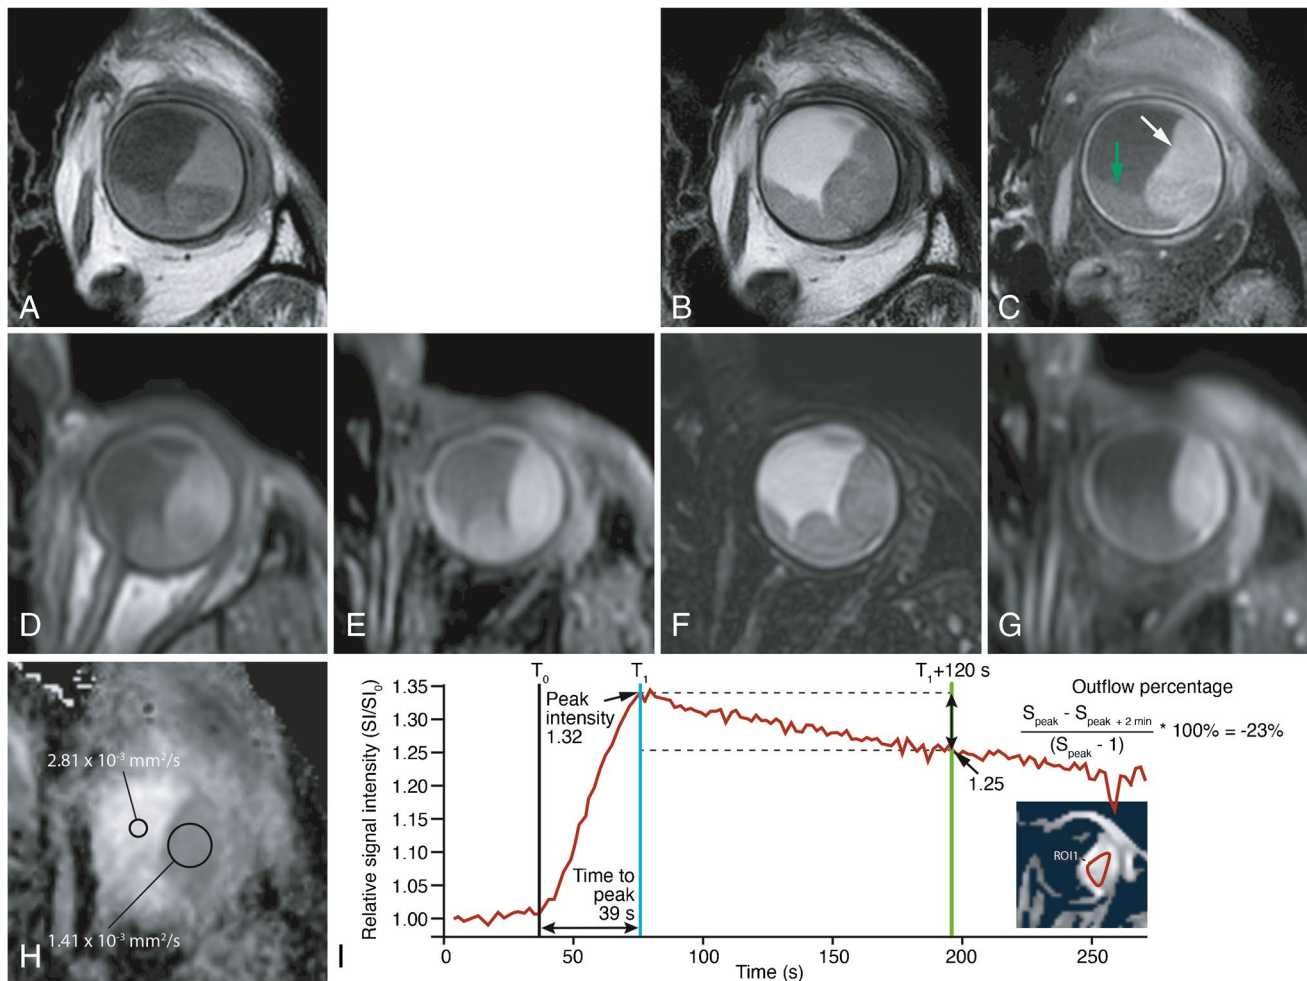 A
B
C
D
E
F
G
2.81 x 10⁻³ mm²/s
1.41 x 10⁻³ mm²/s
H
T₀
T₁
T₁+120 s
Peak
intensity
1.32
Outflow percentage
S_peak - S_peak + 2 min
(S_peak - 1)
* 100% = -23%
1.25
Time to
peak
39 s
ROI1
Relative signal intensity (SI/SI₀)
1.35
1.30
1.25
1.20
1.15
1.10
1.05
1.00
0
50
100
150
200
250
Time (s)
I